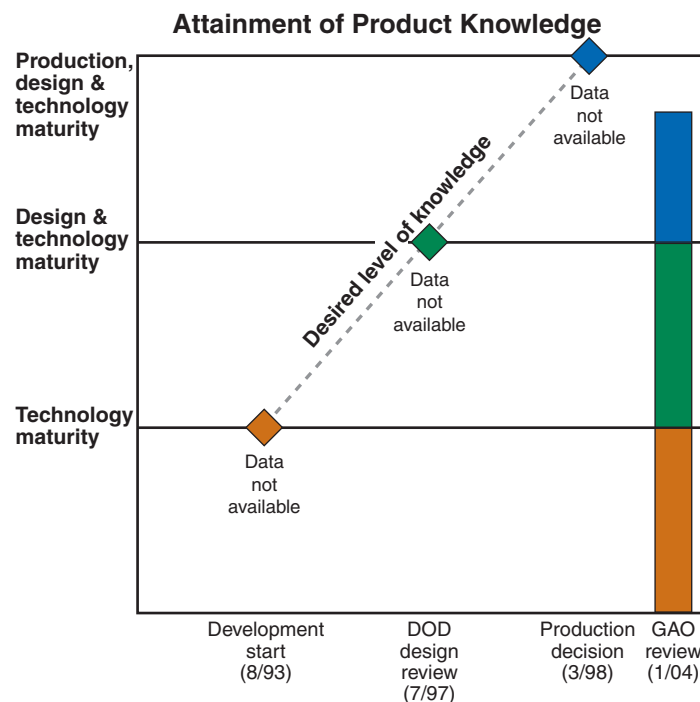 Attainment of Product Knowledge
Production,
design &
technology
maturity
Data
not
available
Desired level of knowledge
Design &
technology
maturity
Data
not
available
Technology
maturity
Data
not
available
Development
start
(8/93)
DOD
design
review
(7/97)
Production
decision
(3/98)
GAO
review
(1/04)